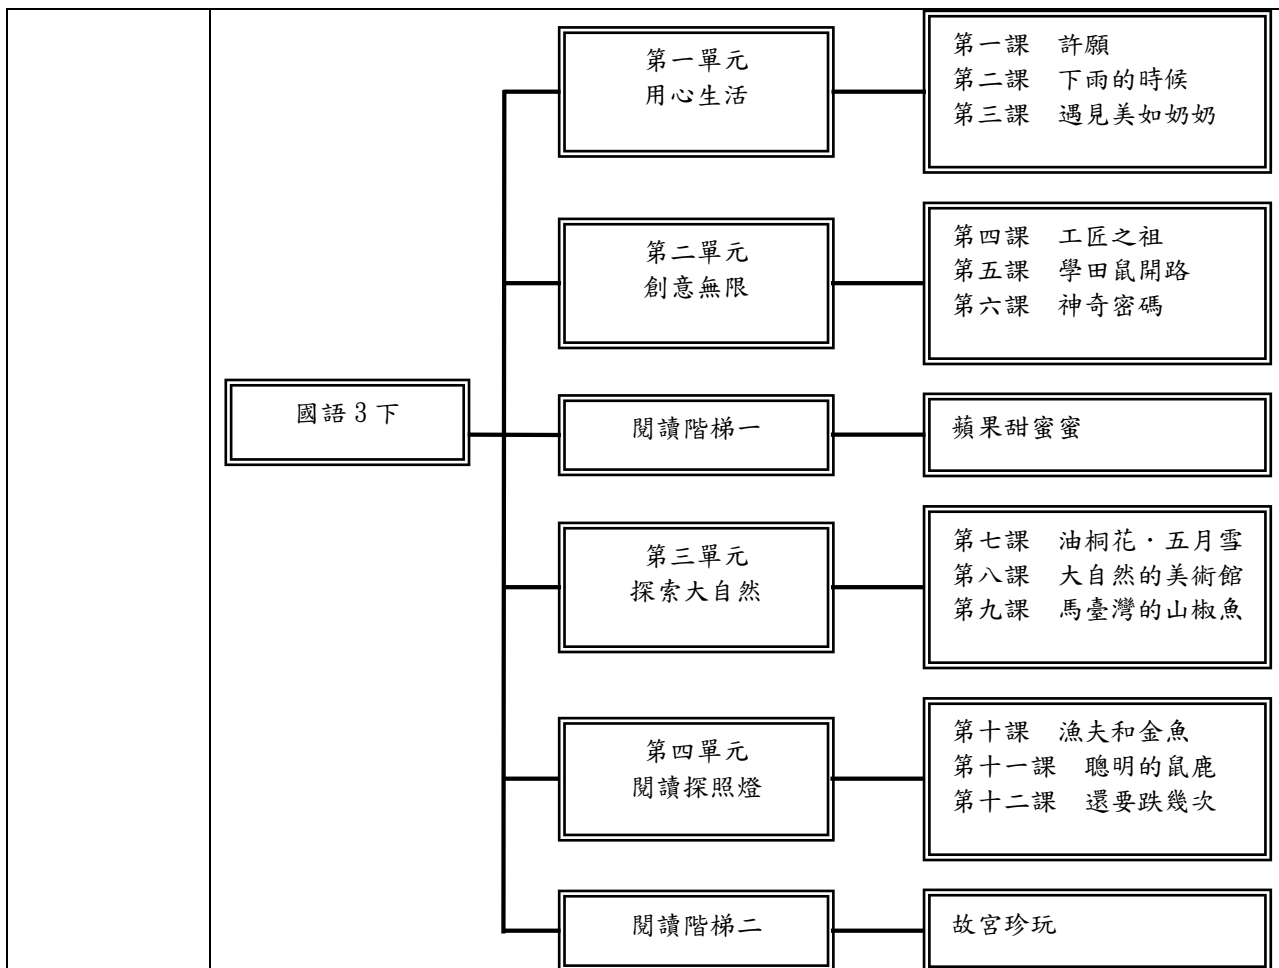 國語3下
第一單元
用心生活
第一課　許願
第二課　下雨的時候
第三課　遇見美如奶奶
第二單元
創意無限
第四課　工匠之祖
第五課　學田鼠開路
第六課　神奇密碼
閱讀階梯一
蘋果甜蜜蜜
第三單元
探索大自然
第七課　油桐花．五月雪
第八課　大自然的美術館
第九課　馬臺灣的山椒魚
第四單元
閱讀探照燈
第十課　漁夫和金魚
第十一課　聰明的鼠鹿
第十二課　還要跌幾次
閱讀階梯二
故宮珍玩